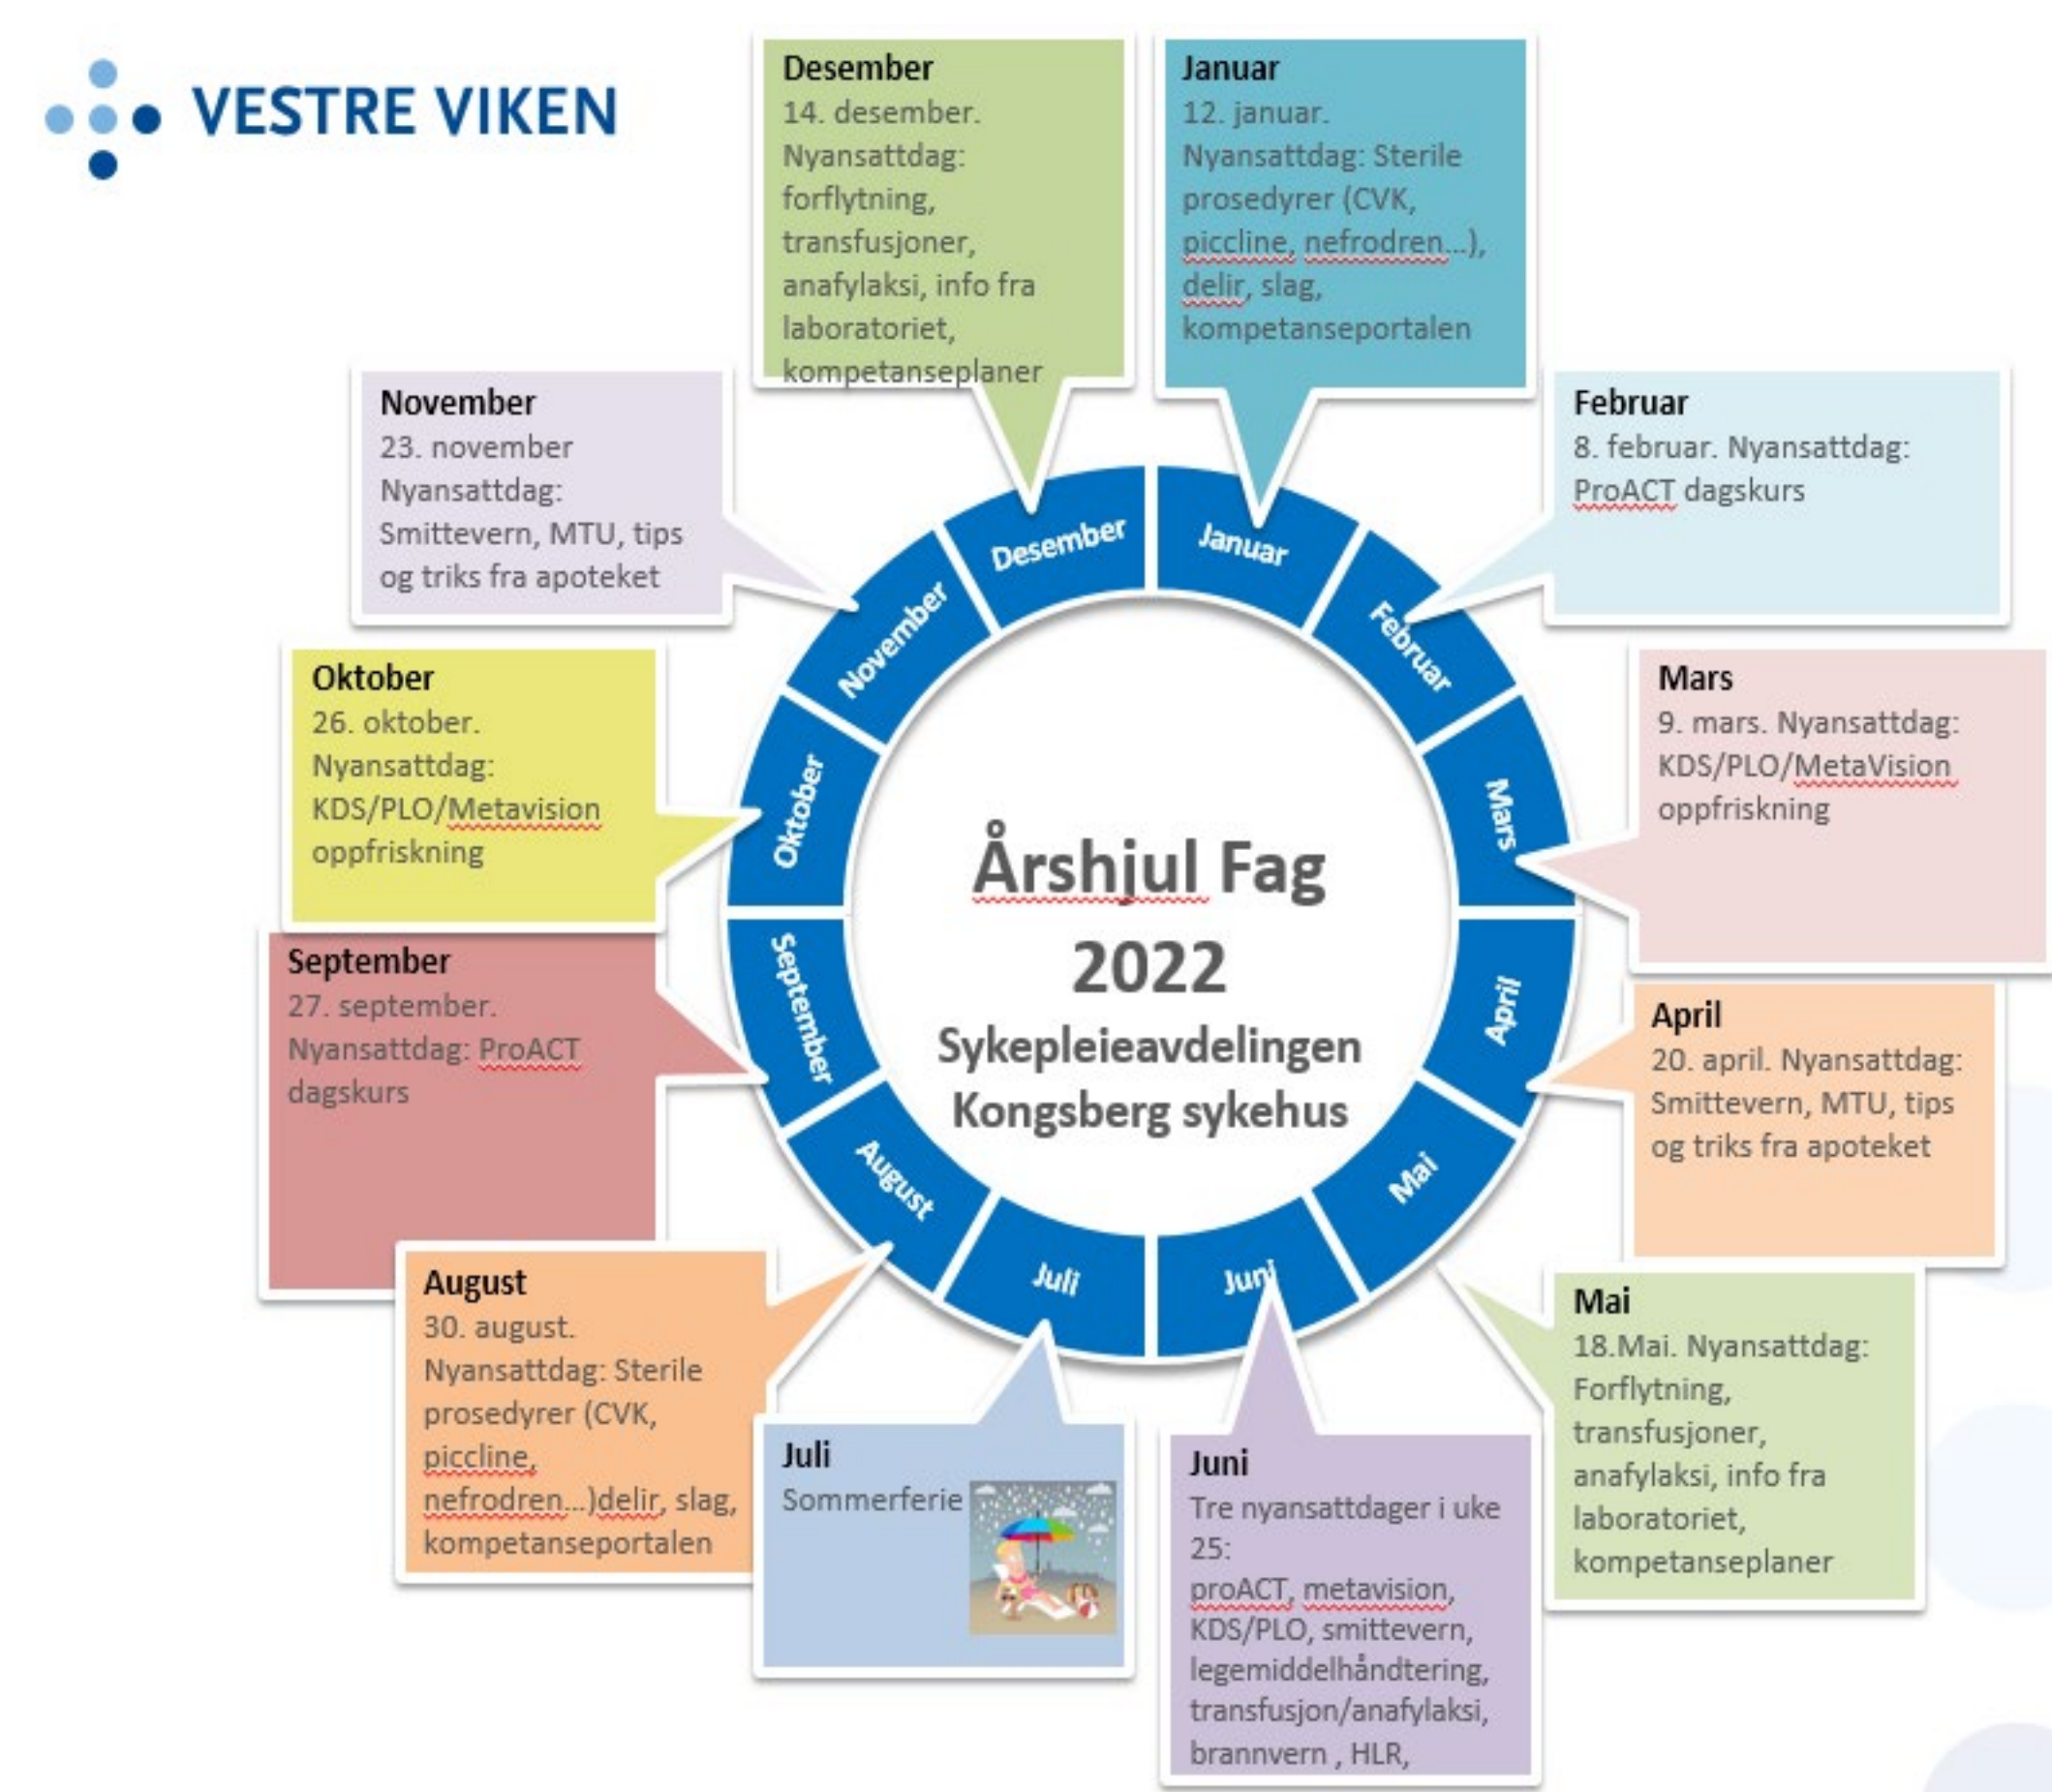 VESTRE VIKEN
Desember
14. desember.
Nyansattdag:
forflytning,
transfusjoner,
anafylaksi, info fra
laboratoriet,
kompetanseplaner
Januar
12. januar.
Nyansattdag: Sterile
prosedyrer (CVK,
piccline, nefrodren...),
delir, slag,
kompetanseportalen
Februar
8. februar. Nyansattdag:
ProACT dagskurs
Mars
9. mars. Nyansattdag:
KDS/PLO/MetaVision
oppfriskning
April
20. april. Nyansattdag:
Smittevern, MTU, tips
og triks fra apoteket
Mai
18.Mai. Nyansattdag:
Forflytning,
transfusjoner,
anafylaksi, info fra
laboratoriet,
kompetanseplaner
Juni
Tre nyansattdager i uke
25:
proACT, metavision,
KDS/PLO, smittevern,
legemiddelhåndtering,
transfusjon/anafylaksi,
brannvern , HLR,
Juli
Sommerferie
August
30. august.
Nyansattdag: Sterile
prosedyrer (CVK,
piccline,
nefrodren...)delir, slag,
kompetanseportalen
September
27. september.
Nyansattdag: ProACT
dagskurs
Oktober
26. oktober.
Nyansattdag:
KDS/PLO/Metavision
oppfriskning
November
23. november
Nyansattdag:
Smittevern, MTU, tips
og triks fra apoteket
Januar
Februar
Mars
April
Mai
Juni
Juli
August
September
Oktober
November
Desember
Årshjul Fag
2022
Sykepleieavdelingen
Kongsberg sykehus